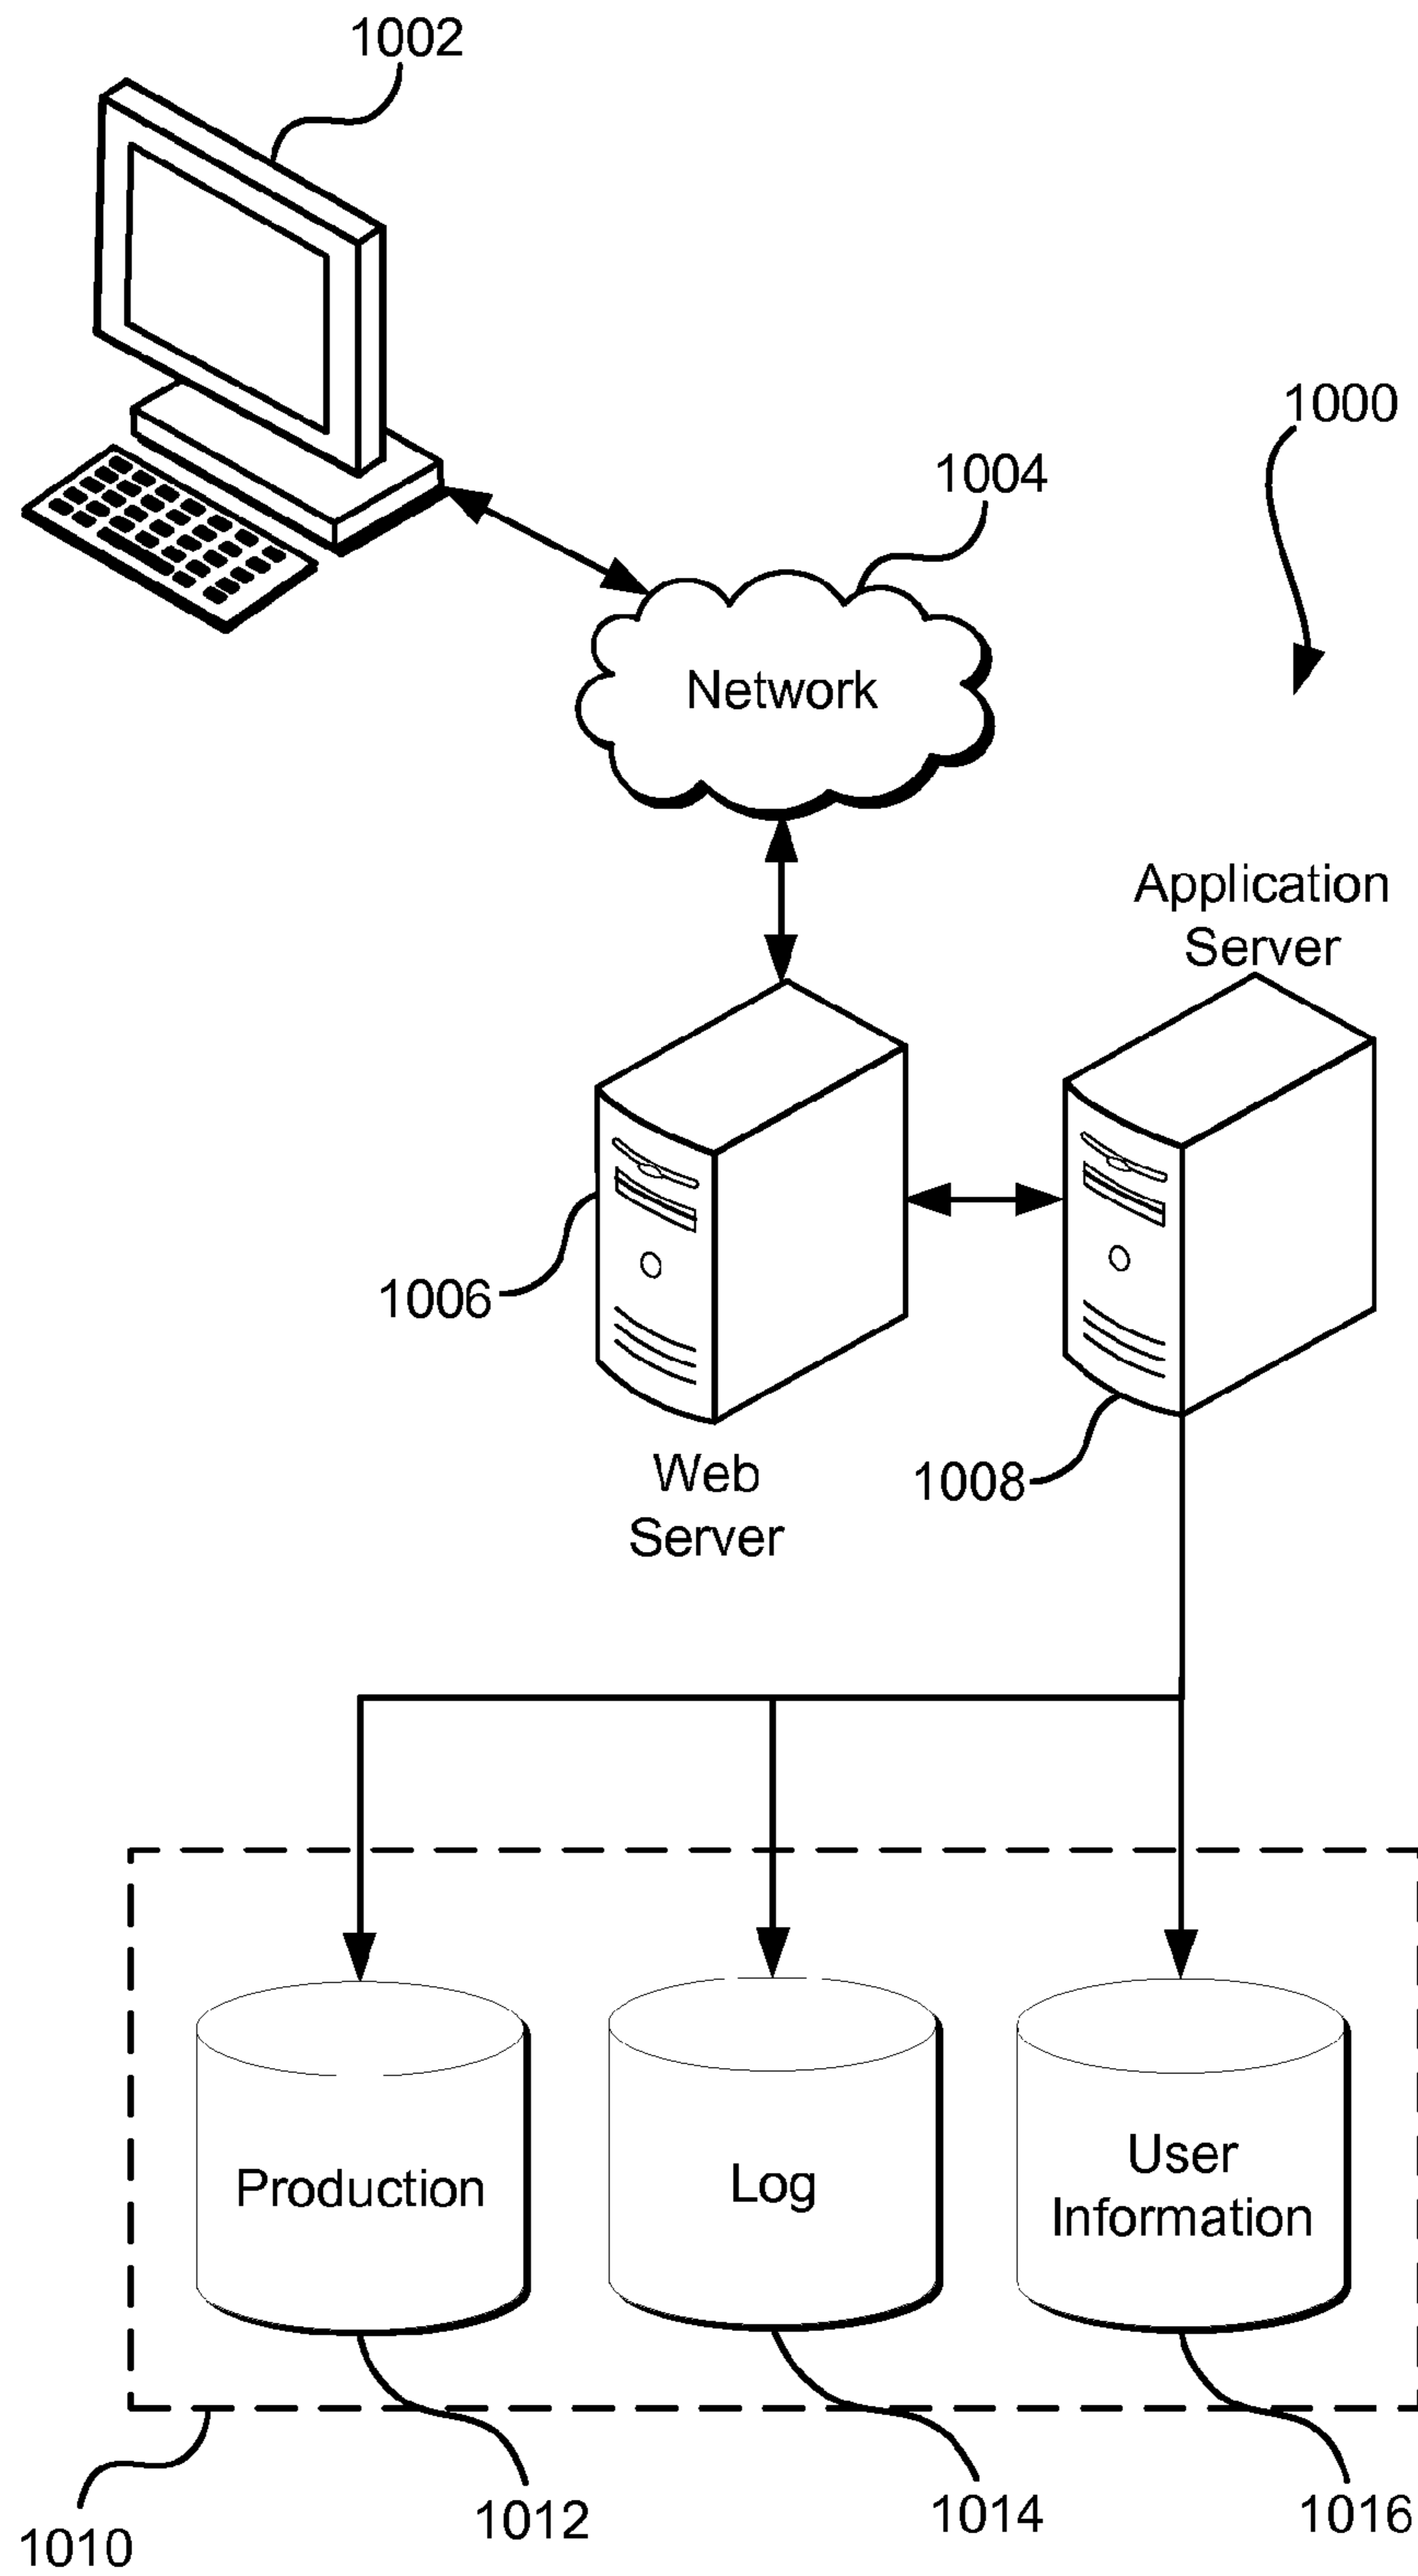 1002
1000
1004
Network
Application
Server
1006
Web
Server
1008
Production
Log
User
Information
1010
1012
1014
1016